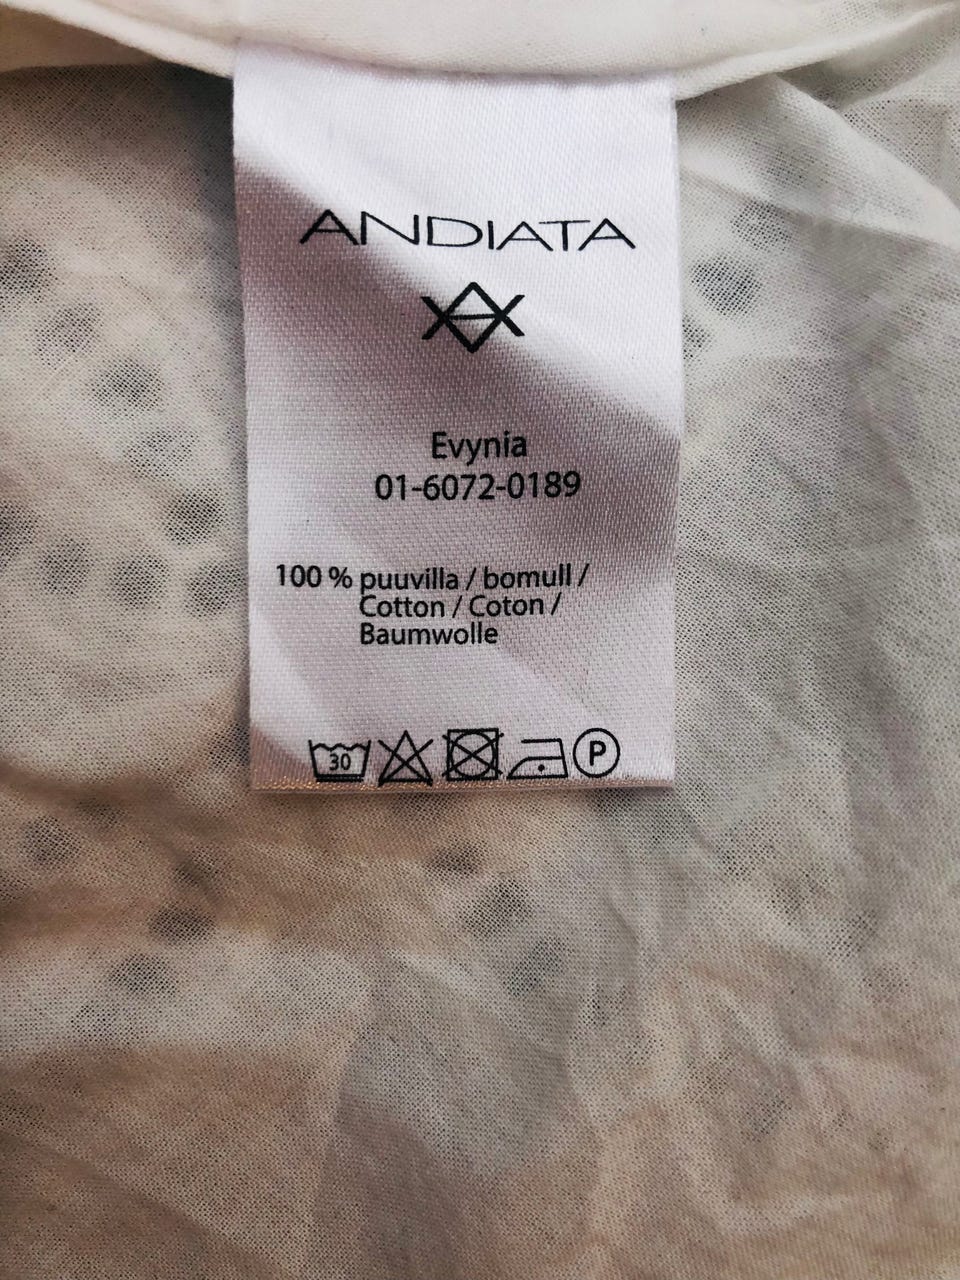 ANDIATA
Evynia
01-6072-0189
100 % puuvilla / bomull /
Cotton / Coton /
Baumwolle
30 P